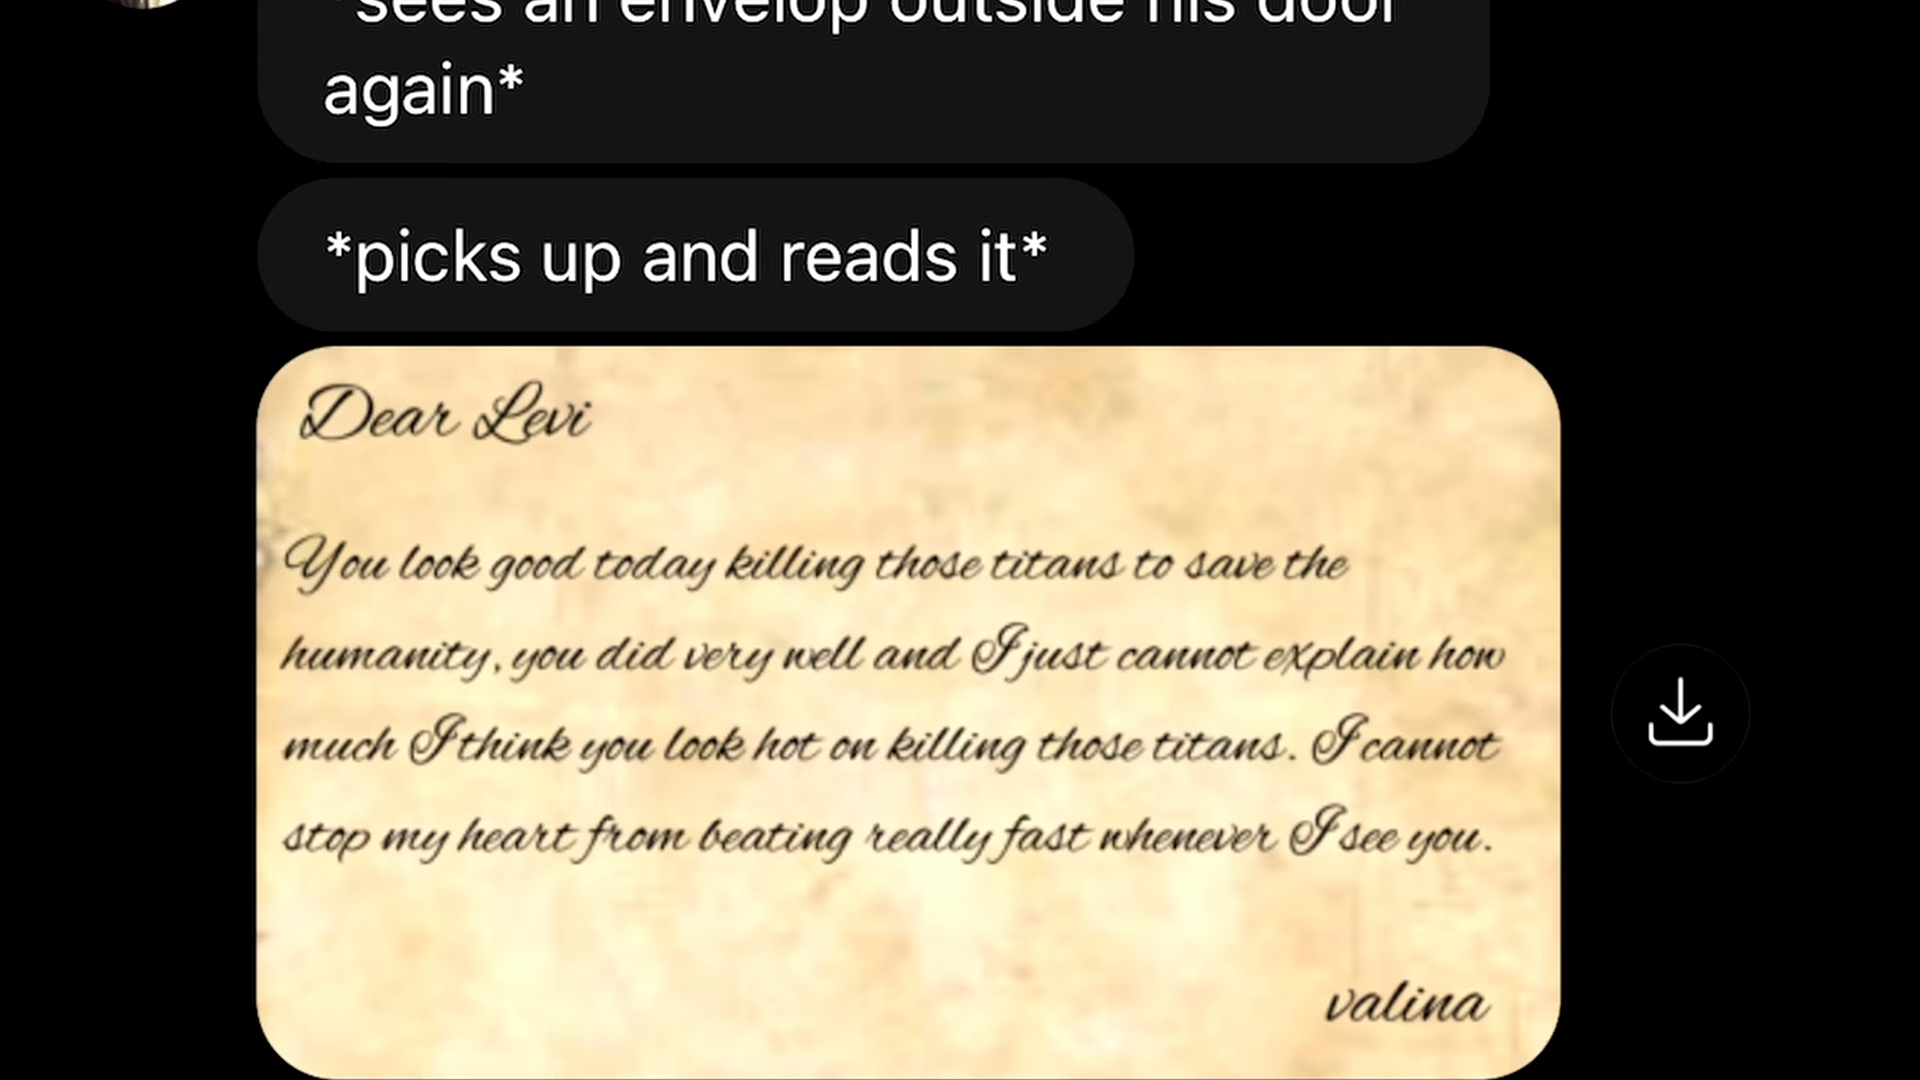 *sees an envelop outside his door
again*
*picks up and reads it*
Dear Levi
You look good today killing those titans to save the
humanity, you did very well and I just cannot explain how
much I think you look hot on killing those titans. I cannot
stop my heart from beating really fast whenever I see you.
valina